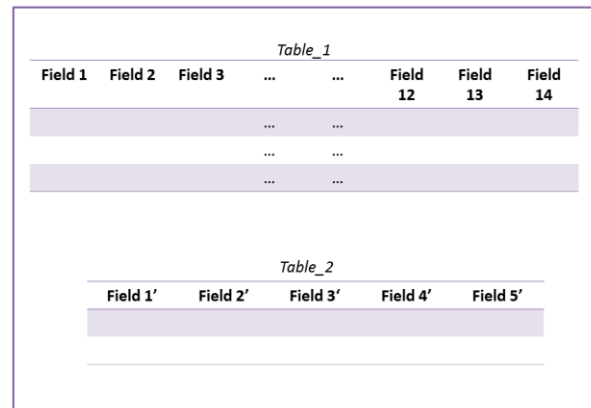 Table_1
Field 1 Field 2 Field 3 ... ... Field 12 Field 13 Field 14
... ...
... ...
... ...
Table_2
Field 1’ Field 2’ Field 3‘ Field 4’ Field 5’